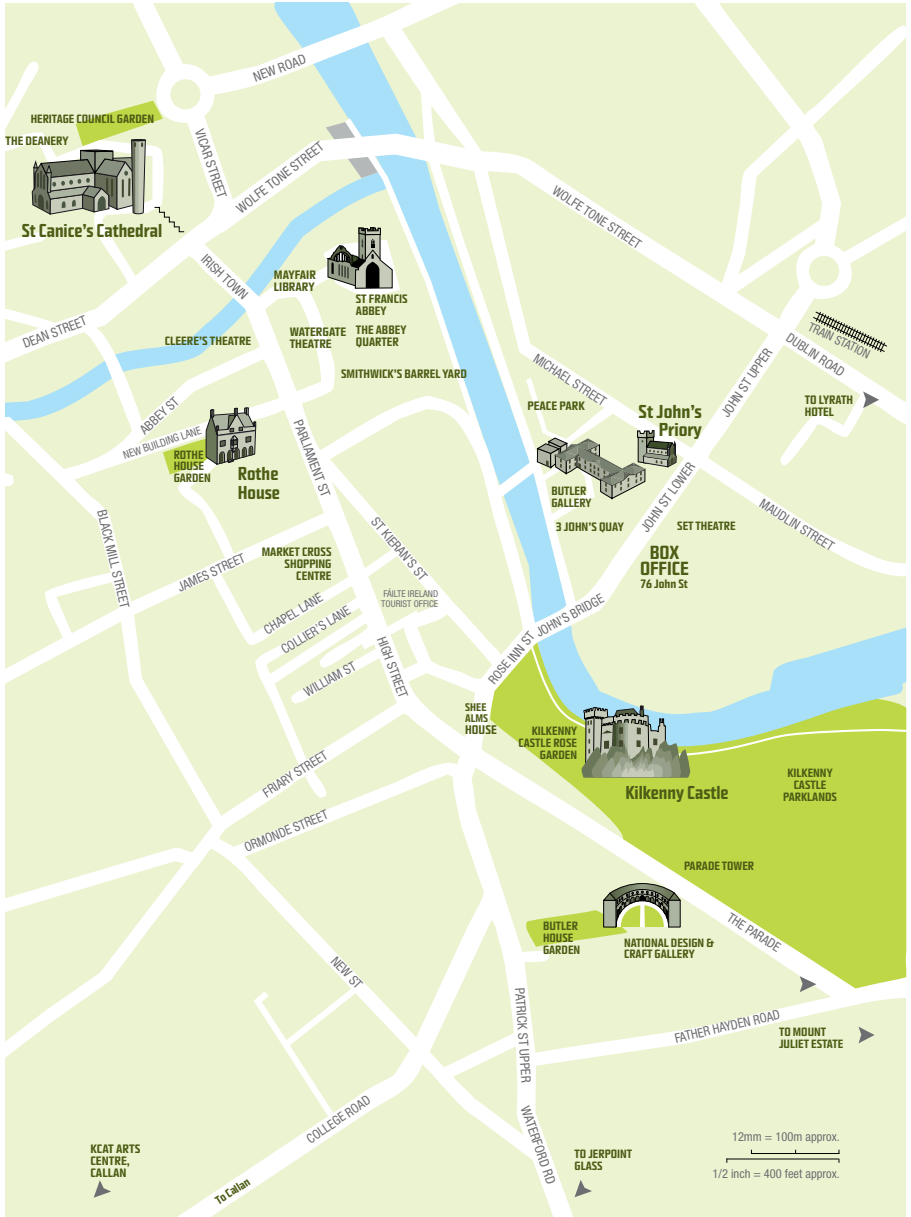 NEW ROAD
HERITAGE COUNCIL GARDEN
THE DEANERY
VICAR STREET
WOLFE TONE STREET
WOLFE TONE STREET
St Canice's Cathedral
IRISH TOWN
MAYFAIR
LIBRARY
ST FRANCIS
ABBEY
DEAN STREET
CLEERE'S THEATRE
WATERGATE
THEATRE
THE ABBEY
QUARTER
SMITHWICK'S BARREL YARD
TRAIN STATION
DUBLIN ROAD
JOHN ST UPPER
MICHAEL STREET
PEACE PARK
St John's
Priory
TO LYRATH
HOTEL
ABBEY ST
NEW BUILDING LANE
ROTHE
HOUSE
GARDEN
Rothe
House
PARLIAMENT ST
BUTLER
GALLERY
JOHN ST LOWER
MAUDLIN STREET
3 JOHN'S QUAY
SET THEATRE
BOX
OFFICE
76 John St
BLACK MILL STREET
JAMES STREET
MARKET CROSS
SHOPPING
CENTRE
ST KIERAN'S ST
FÁILTE IRELAND
TOURIST OFFICE
CHAPEL LANE
COLLIER'S LANE
WILLIAM ST
HIGH STREET
ROSE INN ST
JOHN'S BRIDGE
SHEE
ALMS
HOUSE
KILKENNY
CASTLE ROSE
GARDEN
Kilkenny Castle
KILKENNY
CASTLE
PARKLANDS
FRIARY STREET
ORMONDE STREET
PARADE TOWER
THE PARADE
BUTLER
HOUSE
GARDEN
NATIONAL DESIGN &
CRAFT GALLERY
NEW ST
PATRICK ST UPPER
FATHER HAYDEN ROAD
TO MOUNT
JULIET ESTATE
COLLEGE ROAD
WATERFORD RD
KCAT ARTS
CENTRE,
CALLAN
To Callan
TO JERPOINT
GLASS
12mm = 100m approx.
1/2 inch = 400 feet approx.